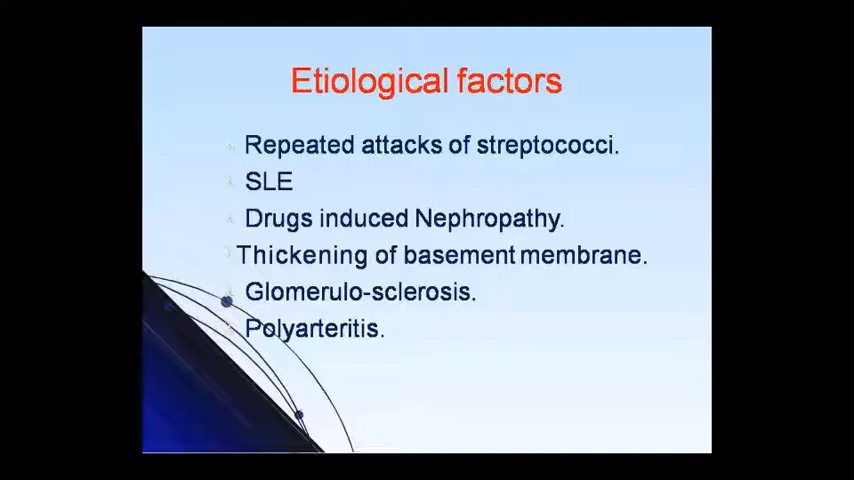 Etiological factors
Repeated attacks of streptococci.
SLE
Drugs induced Nephropathy.
Thickening of basement membrane.
Glomerulo-sclerosis.
Polyarteritis.